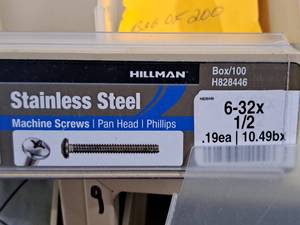 BOX OF 200
HILLMAN
Box/100
H828446
Stainless Steel
Machine Screws | Pan Head | Phillips
6-32x
1/2
.19ea | 10.49bx
9